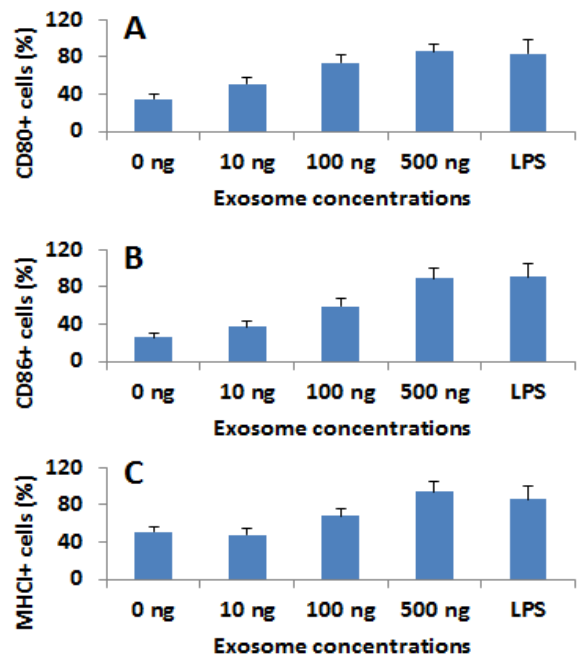 A
CD80+ cells (%)
120
80
40
0
0 ng 10 ng 100 ng 500 ng LPS
Exosome concentrations
B
CD86+ cells (%)
120
80
40
0
0 ng 10 ng 100 ng 500 ng LPS
Exosome concentrations
C
MHCI+ cells (%)
120
80
40
0
0 ng 10 ng 100 ng 500 ng LPS
Exosome concentrations